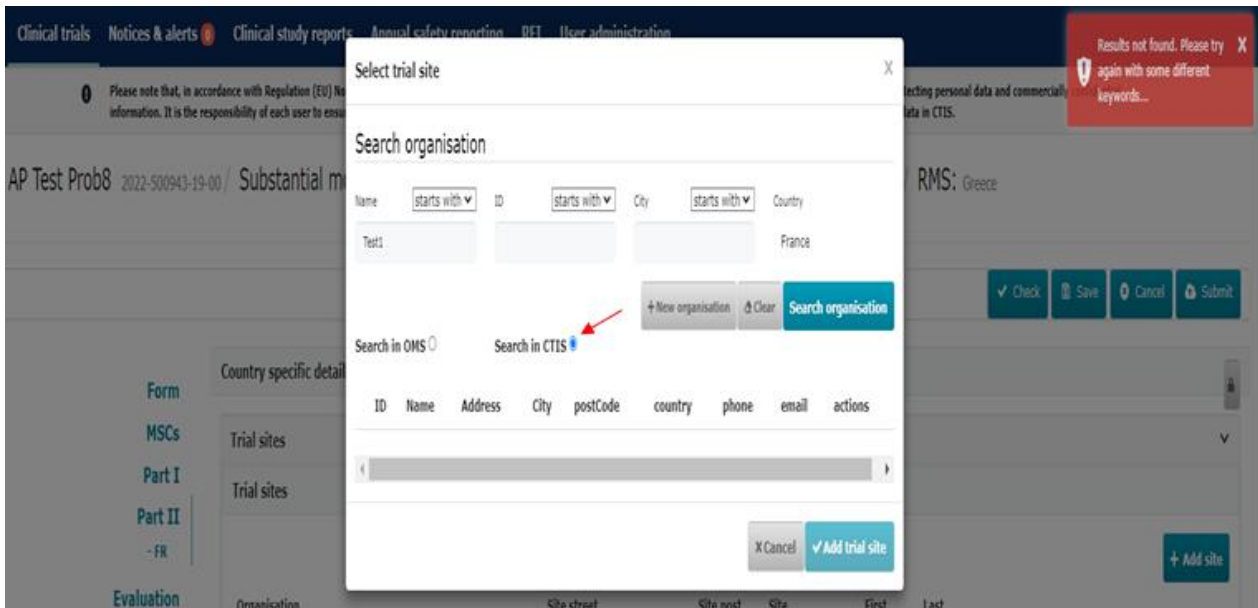 Clinical trials Notices & alerts Clinical study reports Annual safety reporting RFI User administration
Results not found. Please try again with some different keywords...
X
Please note that, in accordance with Regulation (EU) No
information. It is the responsibility of each user to ensu
tecting personal data and commercially
data in CTIS.
AP Test Prob8 2022-500943-19-00 / Substantial m
/ RMS: Greece
Select trial site
X
Search organisation
Name starts with ID starts with City starts with Country
Test1 France
+ New organisation Clear Search organisation
Search in OMS Search in CTIS
ID Name Address City postCode country phone email actions
X Cancel ✓ Add trial site
✓ Check Save Cancel Submit
Form
MSCs
Part I
Part II
- FR
Evaluation
Country specific detail
Trial sites
Trial sites
+ Add site
Organisation Site street Site post Site First Last